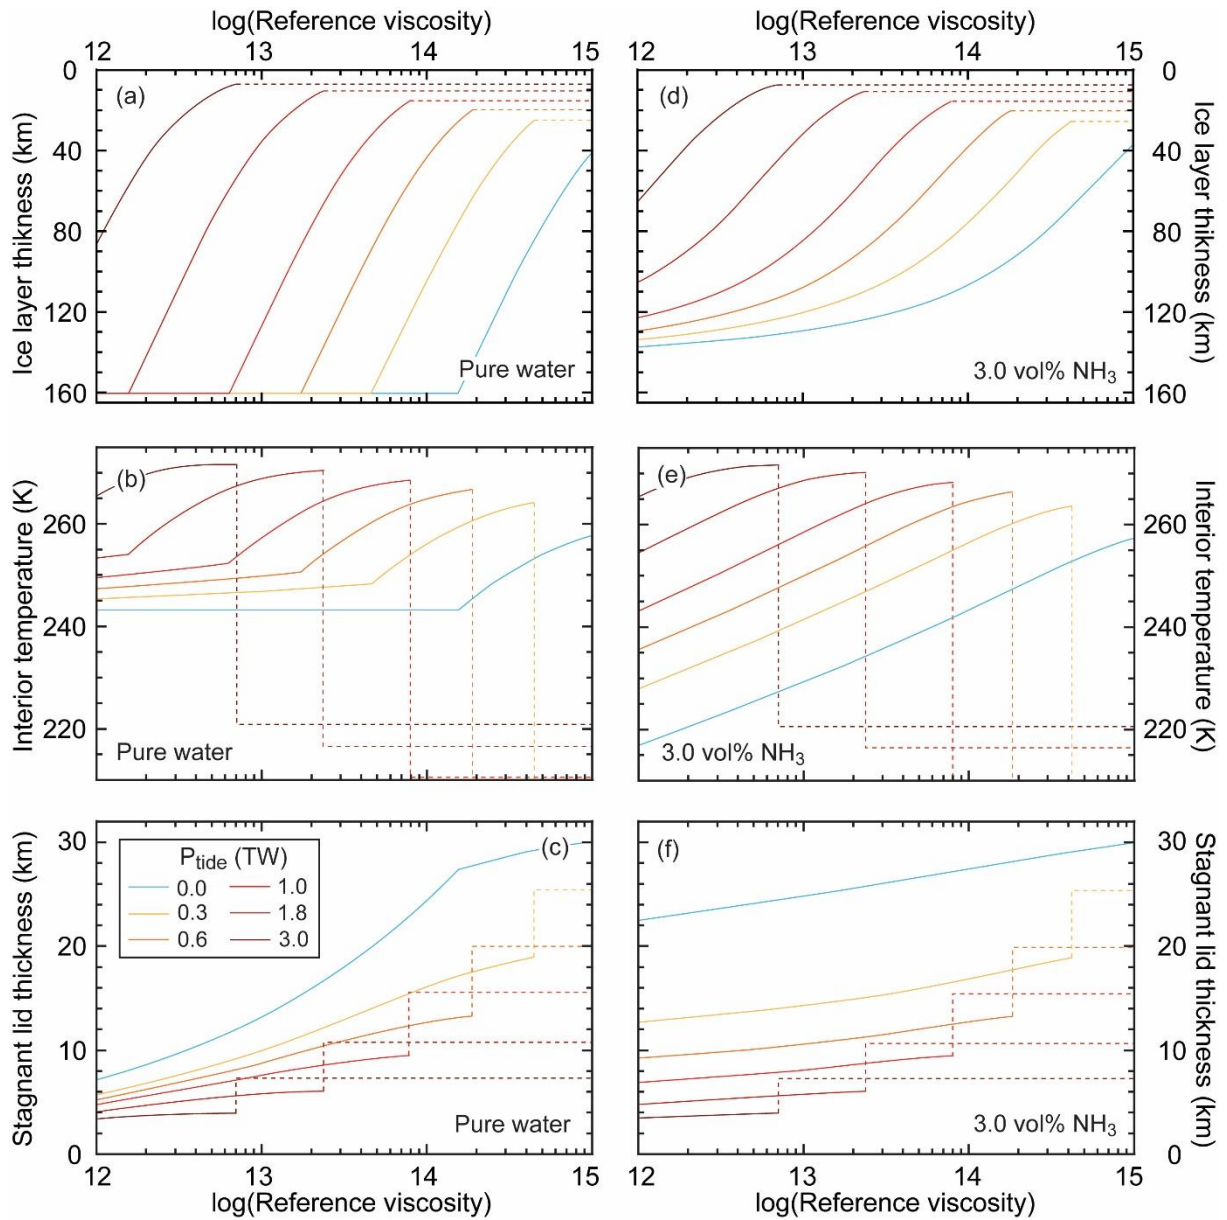 log(Reference viscosity)
log(Reference viscosity)
12 13 14 15
12 13 14 15
0
40
80
120
160
Ice layer thikness (km)
(a)
Pure water
(d)
3.0 vol% NH3
0
40
80
120
160
Ice layer thikness (km)
260
240
220
Interior temperature (K)
(b)
Pure water
(e)
3.0 vol% NH3
260
240
220
Interior temperature (K)
30
20
10
0
Stagnant lid thickness (km)
(c)
Ptide (TW)
0.0 1.0
0.3 1.8
0.6 3.0
Pure water
(f)
3.0 vol% NH3
30
20
10
0
Stagnant lid thickness (km)
12 13 14 15
12 13 14 15
log(Reference viscosity)
log(Reference viscosity)